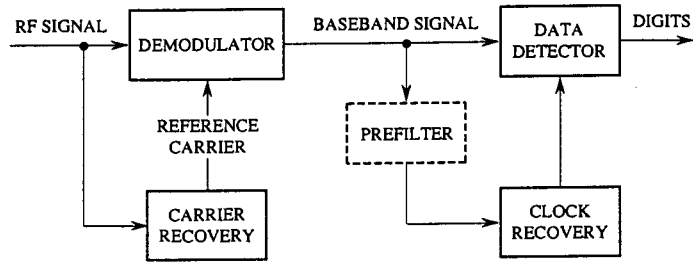 RF SIGNAL
DEMODULATOR
BASEBAND SIGNAL
DATA
DETECTOR
DIGITS
REFERENCE
CARRIER
PREFILTER
CARRIER
RECOVERY
CLOCK
RECOVERY